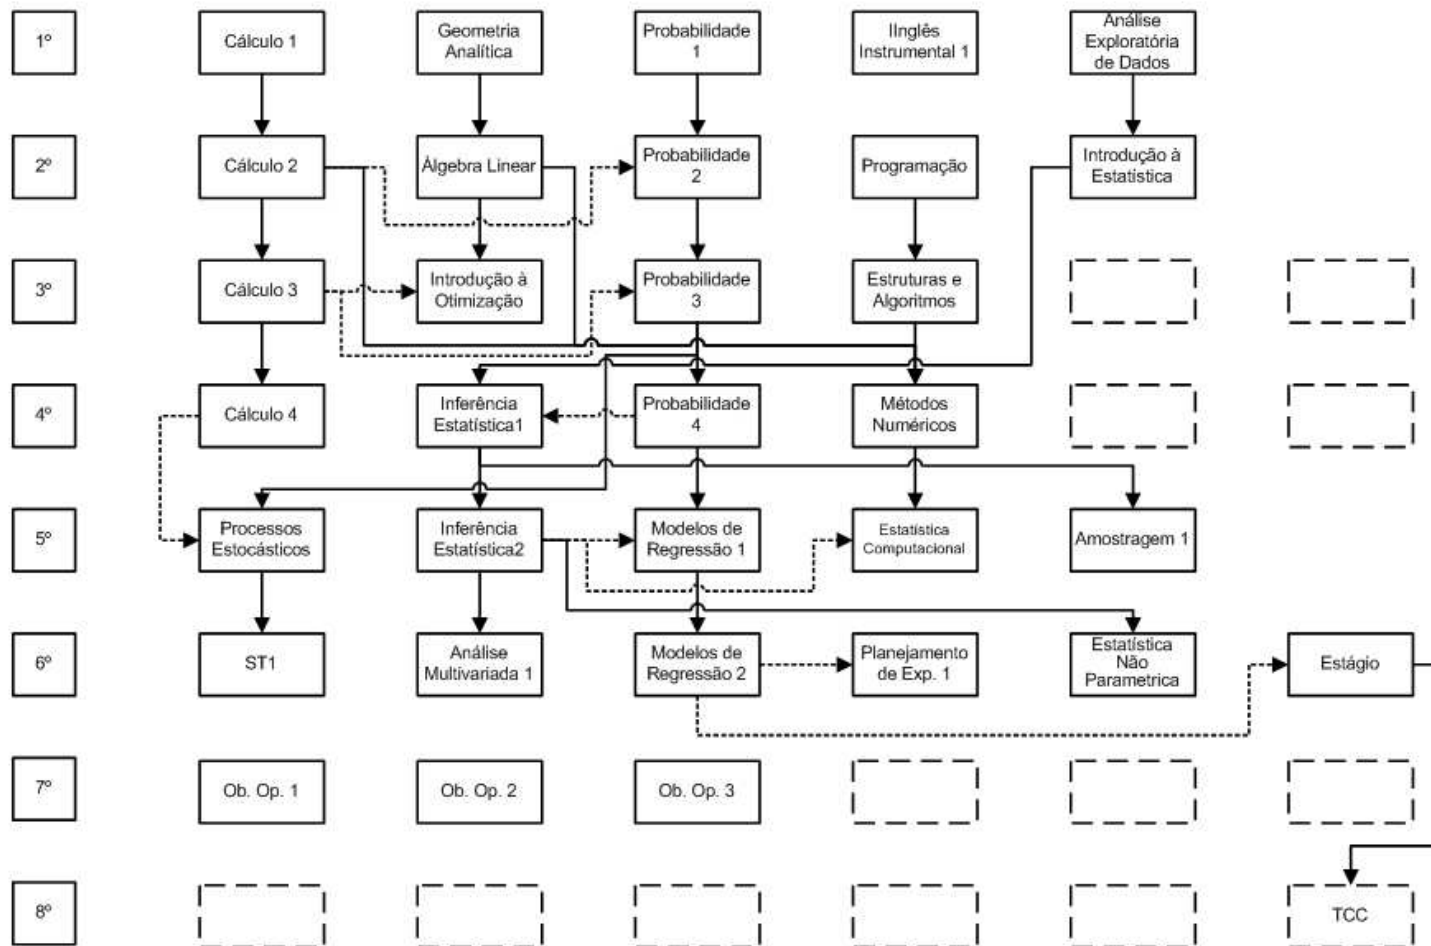 1º
Cálculo 1
Geometria
Analítica
Probabilidade
1
IInglês
Instrumental 1
Análise
Exploratória
de Dados
2º
Cálculo 2
Álgebra Linear
Probabilidade
2
Programação
Introdução à
Estatística
3º
Cálculo 3
Introdução à
Otimização
Probabilidade
3
Estruturas e
Algoritmos
4º
Cálculo 4
Inferência
Estatística1
Probabilidade
4
Métodos
Numéricos
5º
Processos
Estocásticos
Inferência
Estatística2
Modelos de
Regressão 1
Estatística
Computacional
Amostragem 1
6º
ST1
Análise
Multivariada 1
Modelos de
Regressão 2
Planejamento
de Exp. 1
Estatística
Não
Parametrica
Estágio
7º
Ob. Op. 1
Ob. Op. 2
Ob. Op. 3
8º
TCC